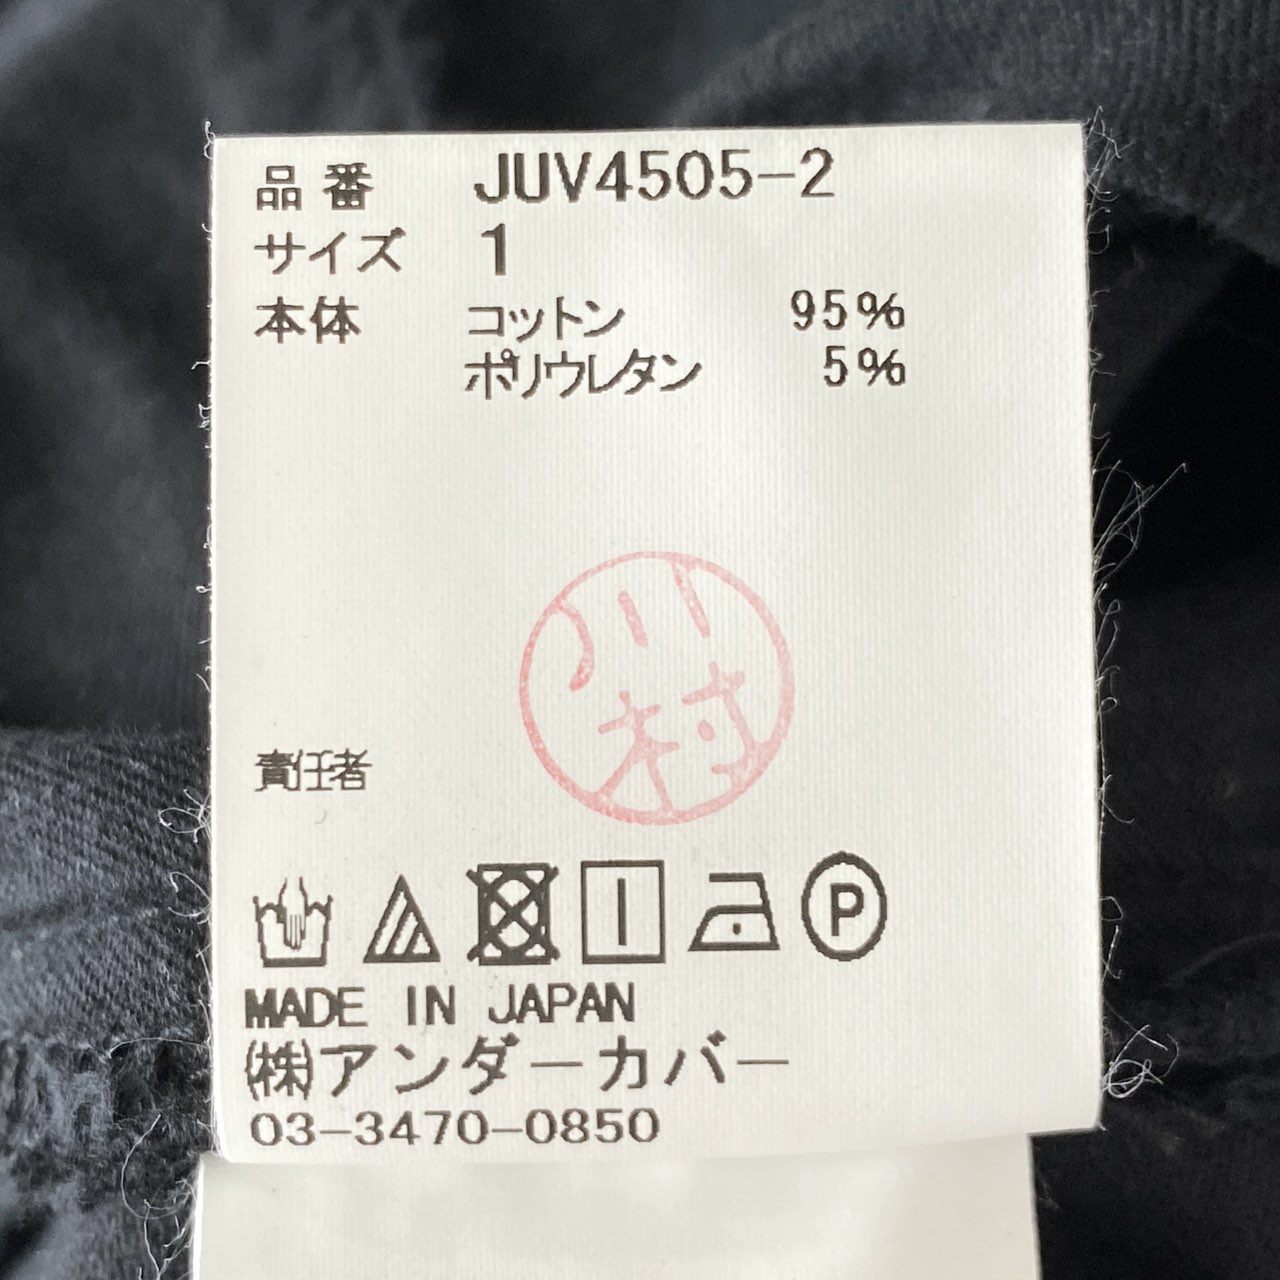 品番 JUV4505-2
サイズ 1
本体 コットン 95%
ポリウレタン 5%
川村
責任者
P
MADE IN JAPAN
(株)アンダーカバー
03-3470-0850